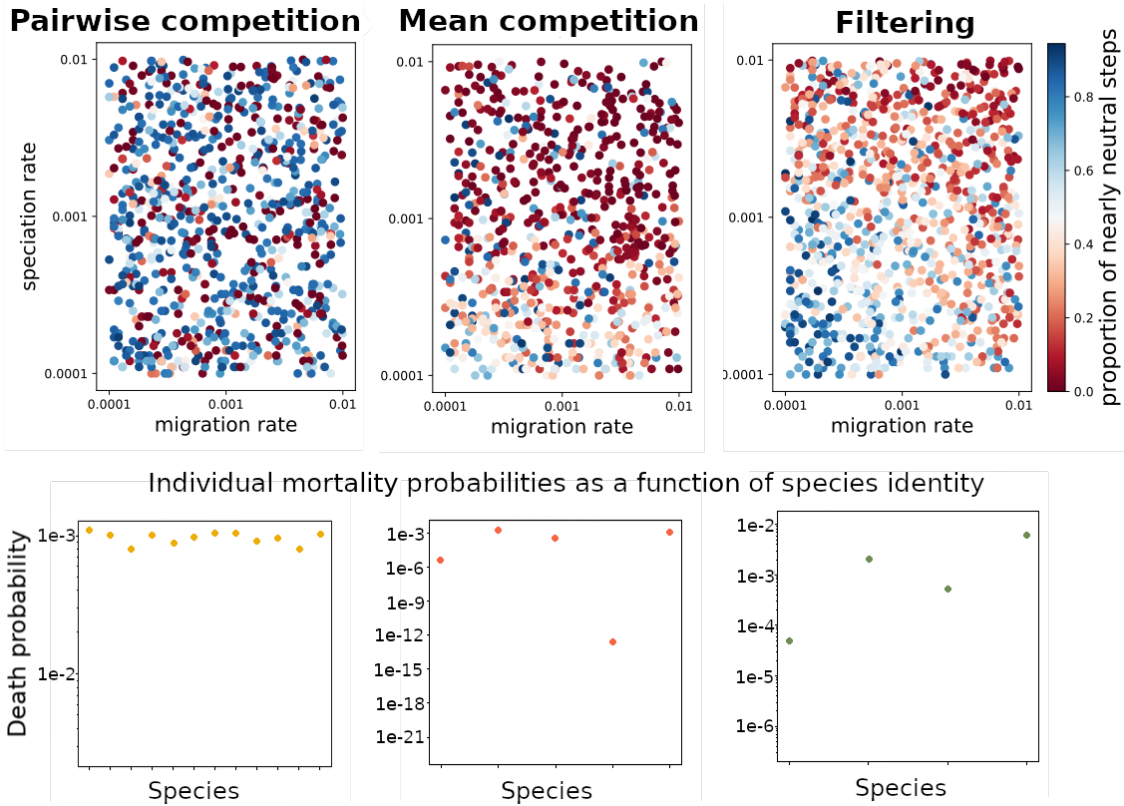 Pairwise competition
Mean competition
Filtering
speciation rate
0.01
0.001
0.0001
0.0001
0.001
0.01
migration rate
0.01
0.001
0.0001
0.0001
0.001
0.01
migration rate
0.01
0.001
0.0001
0.0001
0.001
0.01
migration rate
0.8
0.6
0.4
0.2
0.0
proportion of nearly neutral steps
Individual mortality probabilities as a function of species identity
Death probability
1e-3
1e-2
Species
1e-3
1e-6
1e-9
1e-12
1e-15
1e-18
1e-21
Species
1e-2
1e-3
1e-4
1e-5
1e-6
Species